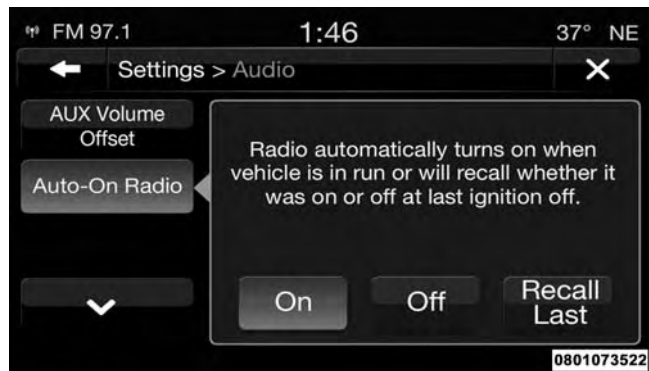 FM 97.1 1:46 37° NE
Settings > Audio
AUX Volume
Offset
Auto-On Radio
Radio automatically turns on when
vehicle is in run or will recall whether it
was on or off at last ignition off.
On Off Recall
Last
0801073522